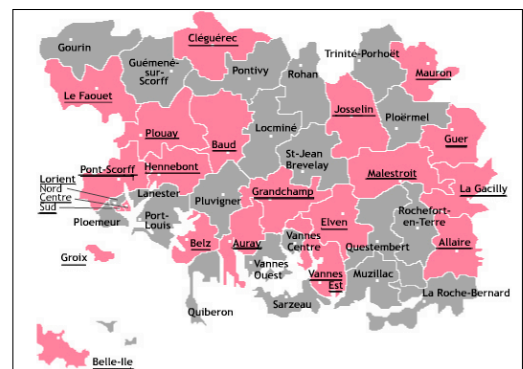 Cléguérec
Gourin
Guémené-
sur-
Scorff
Pontivy
Rohan
Trinité-Porhoët
Mauron
Le Faouet
Josselin
Ploërmel
Plouay
Baud
Locminé
Guer
St-Jean
Brevelay
Pont-Scorff
Hennebont
Malestroit
Lorient
Nord
Centre
Sud
Lanester
Grandchamp
La Gacilly
Pluvigner
Ploemeur
Port-
Louis
Elven
Rochefort-
en-Terre
Belz
Auray
Vannes
Centre
Questembert
Allaire
Groix
Vannes
Ouest
Vannes
Est
Muzillac
La Roche-Bernard
Quiberon
Sarzeau
Belle-Ile